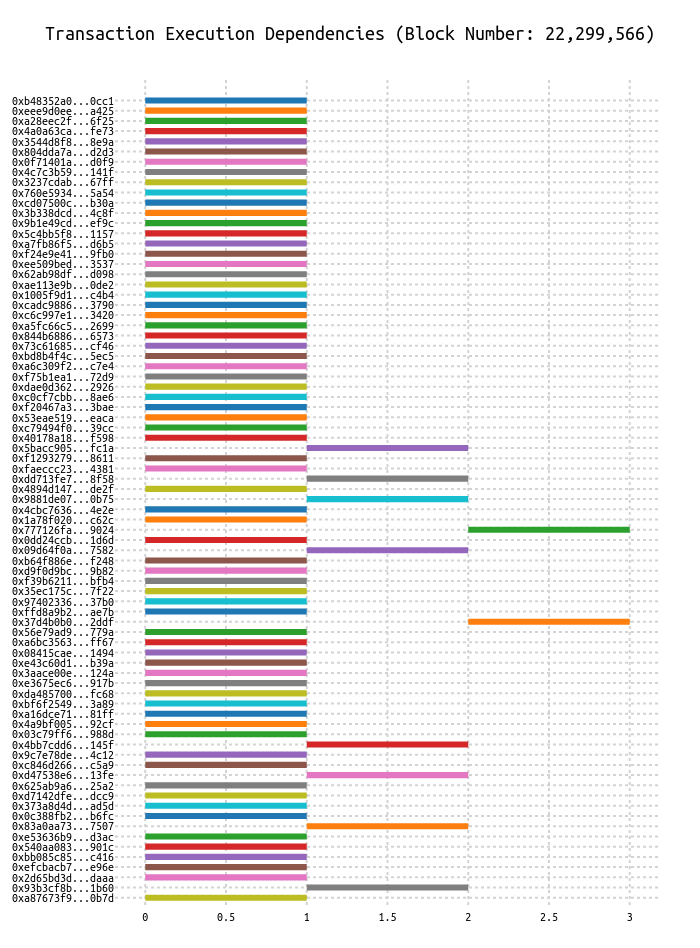 Transaction Execution Dependencies (Block Number: 22,299,566)
0xb48352a0...0cc1
0xeee9d0ee...a425
0xa28eec2f...6f25
0x4a0a63ca...fe73
0x3544d8f8...8e9a
0x804dda7a...d2d3
0x0f71401a...d0f9
0x4c7c3b59...141f
0x3237cdab...67ff
0x760e5934...5a54
0xcd07500c...b30a
0x3b338dcd...4c8f
0x9b1e49cd...ef9c
0x5c4bb5f8...1157
0xa7fb86f5...d6b5
0xf24e9e41...9fb0
0xee509bed...3537
0x62ab98df...d098
0xae113e9b...0de2
0x1005f9d1...c4b4
0xcadc9886...3790
0xc6c997e1...3420
0xa5fc66c5...2699
0x844b6886...6573
0x73c61685...cf46
0xbd8b4f4c...5ec5
0xa6c309f2...c7e4
0xf75b1ea1...72d9
0xdae0d362...2926
0xc0cf7cbb...8ae6
0xf20467a3...3bae
0x53eae519...eaca
0xc79494f0...39cc
0x40178a18...f598
0x5bacc905...fc1a
0xf1293279...8611
0xfaeccc23...4381
0xdd713fe7...8f58
0x4894d147...de2f
0x9881de07...0b75
0x4cbc7636...4e2e
0x1a78f020...c62c
0x777126fa...9024
0x0dd24ccb...1d6d
0x09d64f0a...7582
0xb64f886e...f248
0xd9f0d9bc...9b82
0xf39b6211...bfb4
0x35ec175c...7f22
0x97402336...37b0
0xffd8a9b2...ae7b
0x37d4b0b0...2ddf
0x56e79ad9...779a
0xa6bc3563...ff67
0x08415cae...1494
0xe43c60d1...b39a
0x3aace00e...124a
0xe3675ec6...917b
0xda485700...fc68
0xbf6f2549...3a89
0xa16dce71...81ff
0x4a9bf005...92cf
0x03c79ff6...988d
0x4bb7cdd6...145f
0x9c7e78de...4c12
0xc846d266...c5a9
0xd47538e6...13fe
0x625ab9a6...25a2
0xd7142dfe...dcc9
0x373a8d4d...ad5d
0x0c388fb2...b6fc
0x83a0aa73...7507
0xe53636b9...d3ac
0x540aa083...901c
0xbb085c85...c416
0xefcbacb7...e96e
0x2d65bd3d...daaa
0x93b3cf8b...1b60
0xa87673f9...0b7d
0 0.5 1 1.5 2 2.5 3